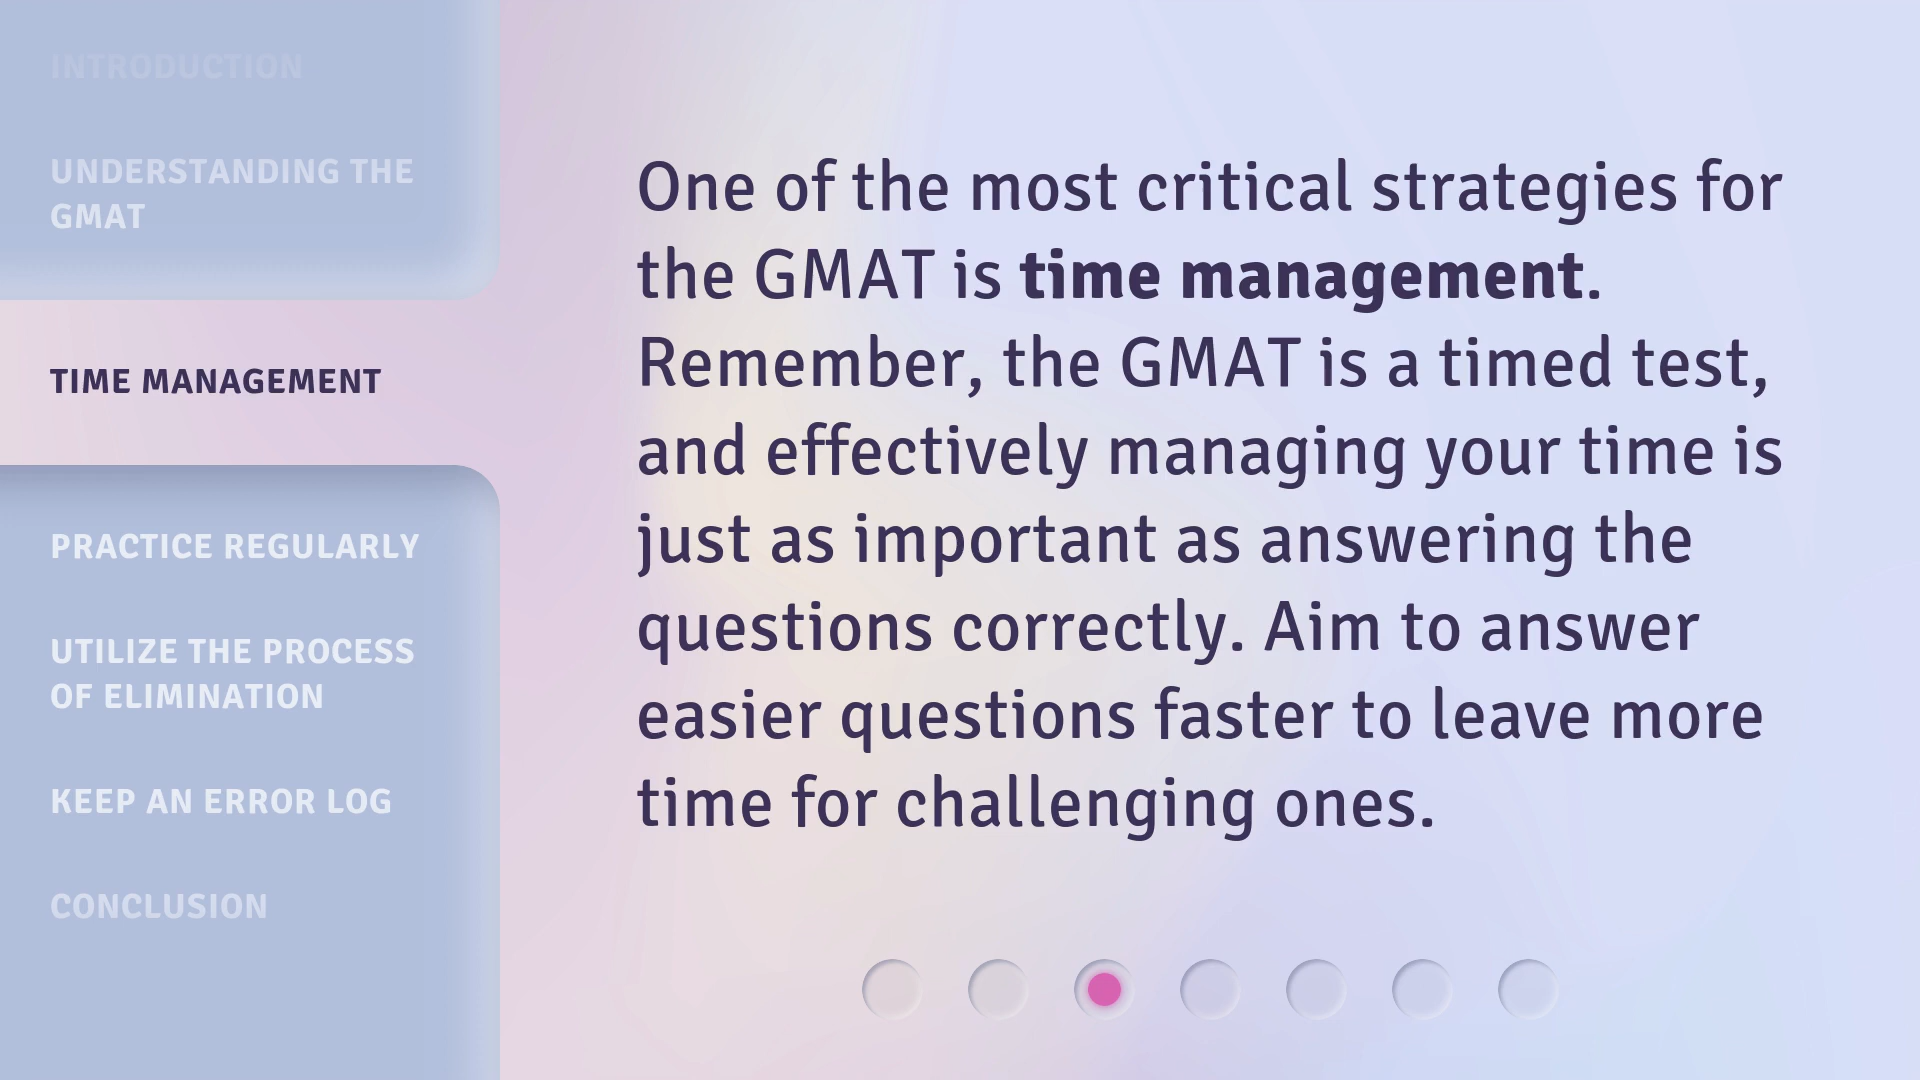 INTRODUCTION
UNDERSTANDING THE
GMAT
TIME MANAGEMENT
PRACTICE REGULARLY
UTILIZE THE PROCESS
OF ELIMINATION
KEEP AN ERROR LOG
CONCLUSION
One of the most critical strategies for
the GMAT is time management.
Remember, the GMAT is a timed test,
and effectively managing your time is
just as important as answering the
questions correctly. Aim to answer
easier questions faster to leave more
time for challenging ones.